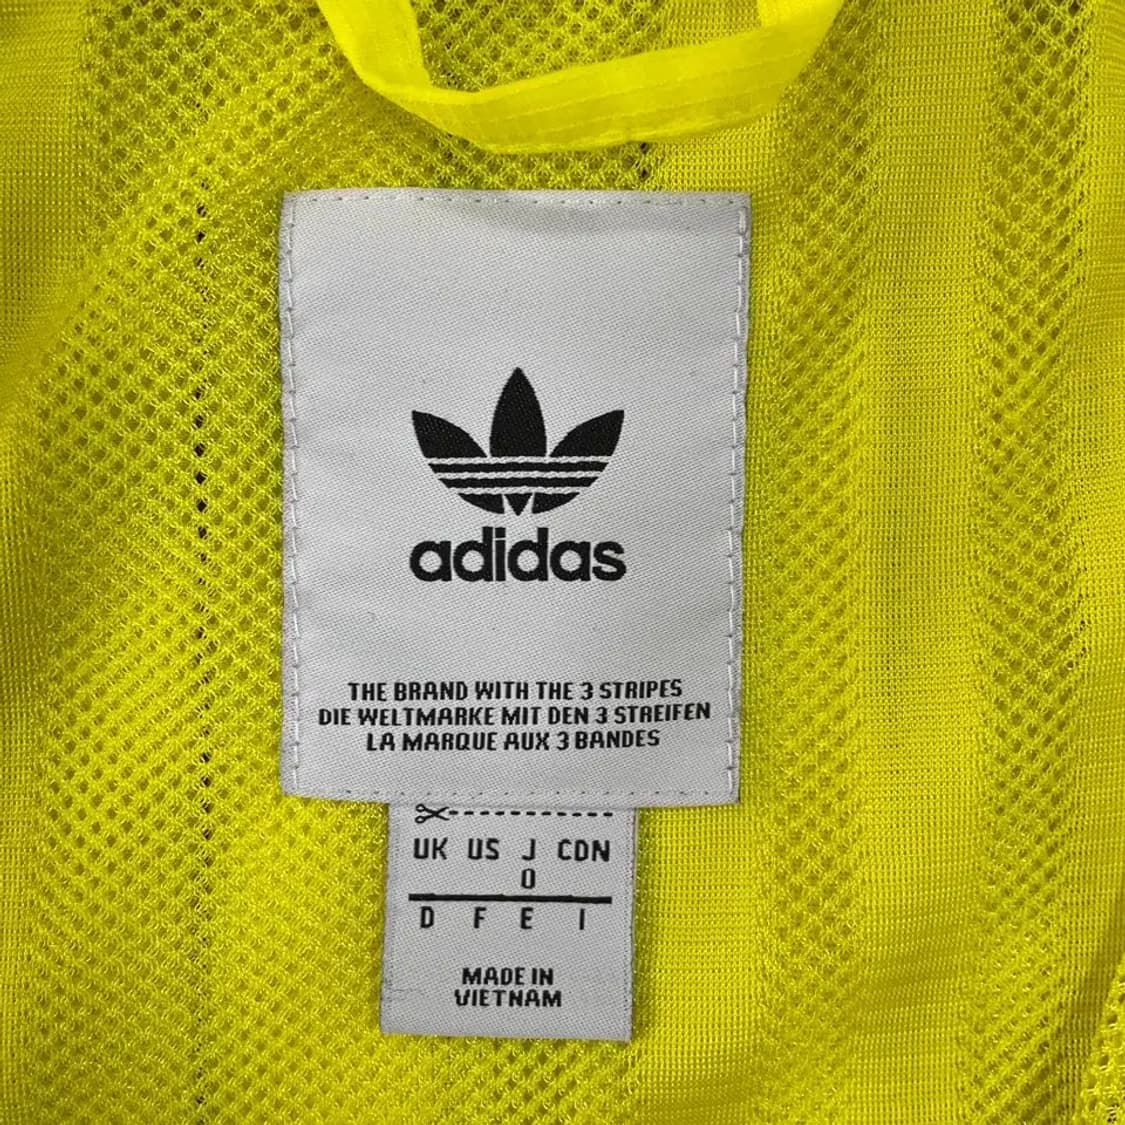 adidas
THE BRAND WITH THE 3 STRIPES
DIE WELTMARKE MIT DEN 3 STREIFEN
LA MARQUE AUX 3 BANDES
UK US J CDN
O
D F E I
MADE IN
VIETNAM